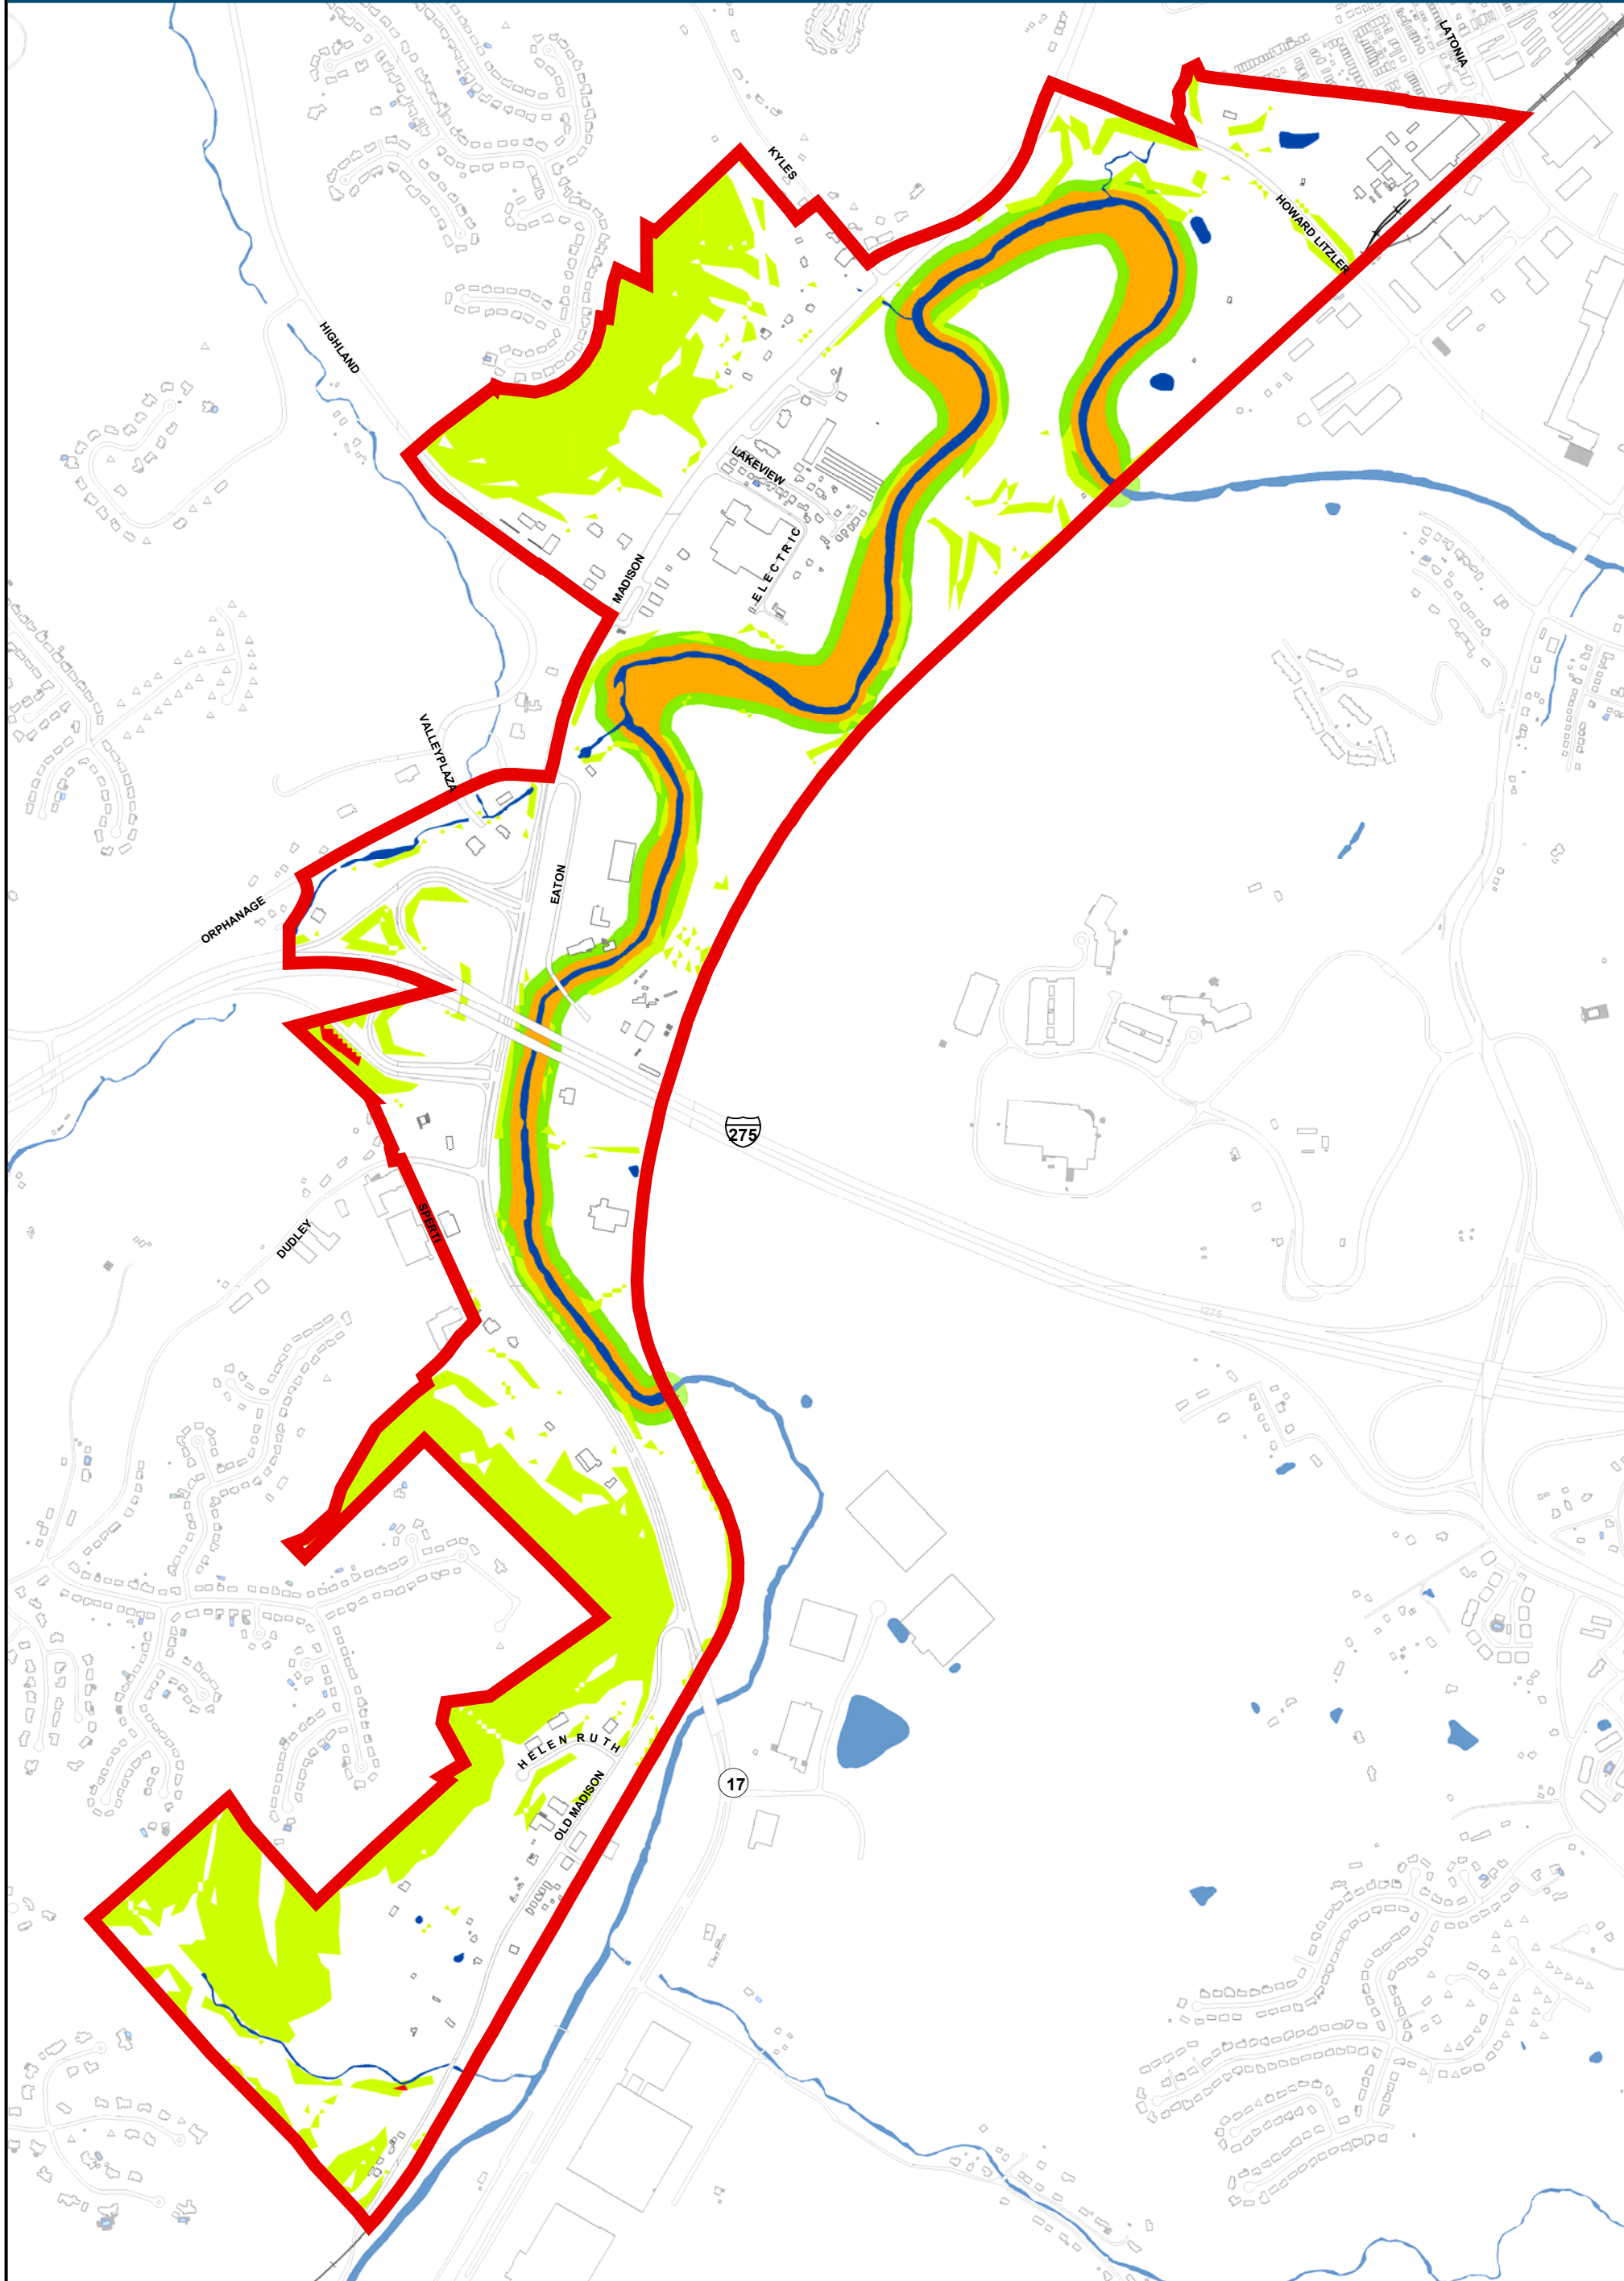 LATONIA
KYLES
HOWARD LITZLER
HIGHLAND
LAKEVIEW
ELECTRIC
MADISON
VALLEYPLAZA
EATON
ORPHANAGE
275
SPERTI
DUDLEY
I275
HELEN RUTH
17
OLD MADISON